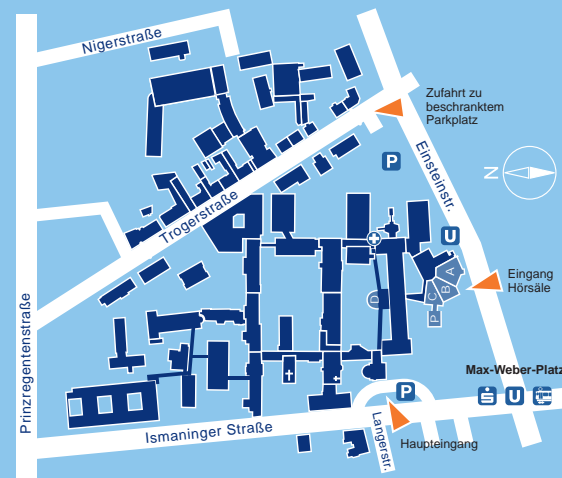 Nigerstraße
Zufahrt zu
beschranktem
Parkplatz
Einsteinstr.
P
N
Trogerstraße
U
A
B
C
P
D
Eingang
Hörsäle
Prinzregentenstraße
Max-Weber-Platz
P
S U
Ismaninger Straße
Langerstr.
Haupteingang